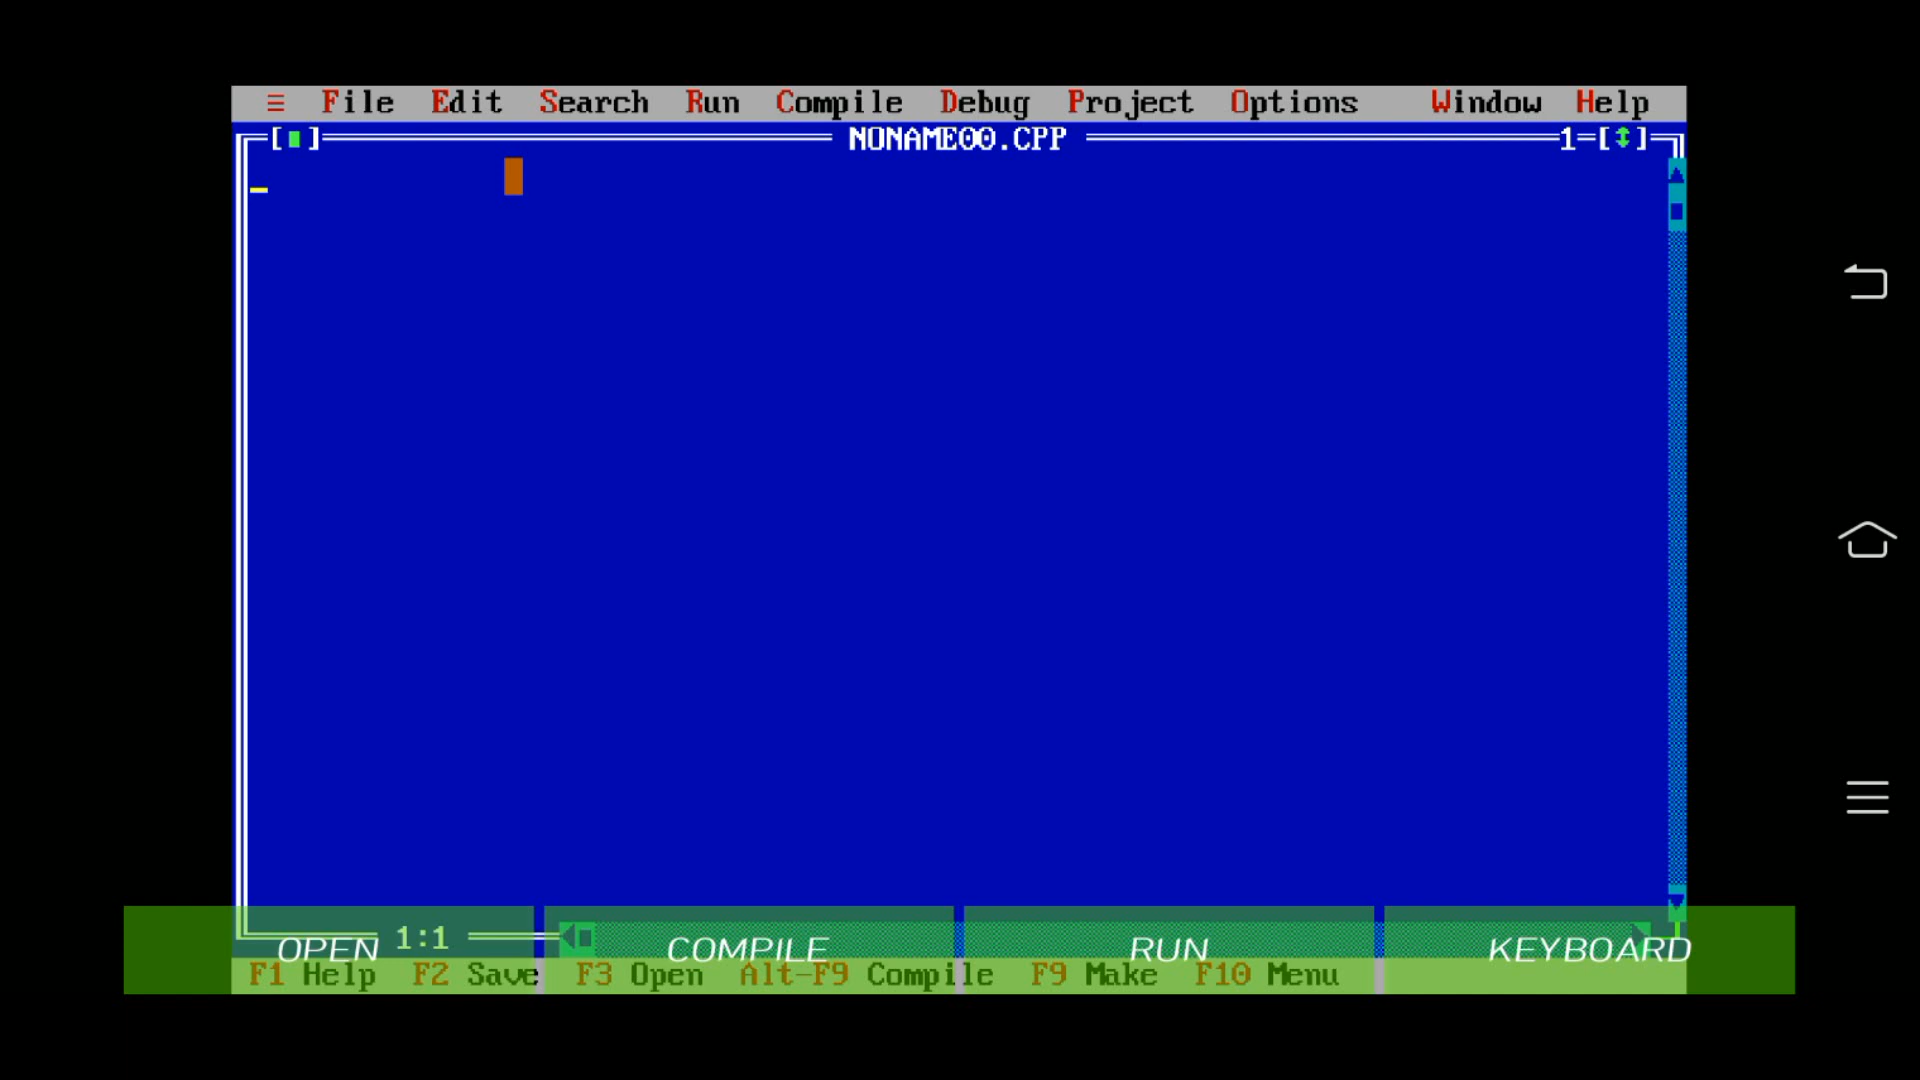 ≡ File Edit Search Run Compile Debug Project Options Window Help
[■] NONAME00.CPP 1=[↕]
1:1
OPEN COMPILE RUN KEYBOARD
F1 Help F2 Save F3 Open Alt-F9 Compile F9 Make F10 Menu